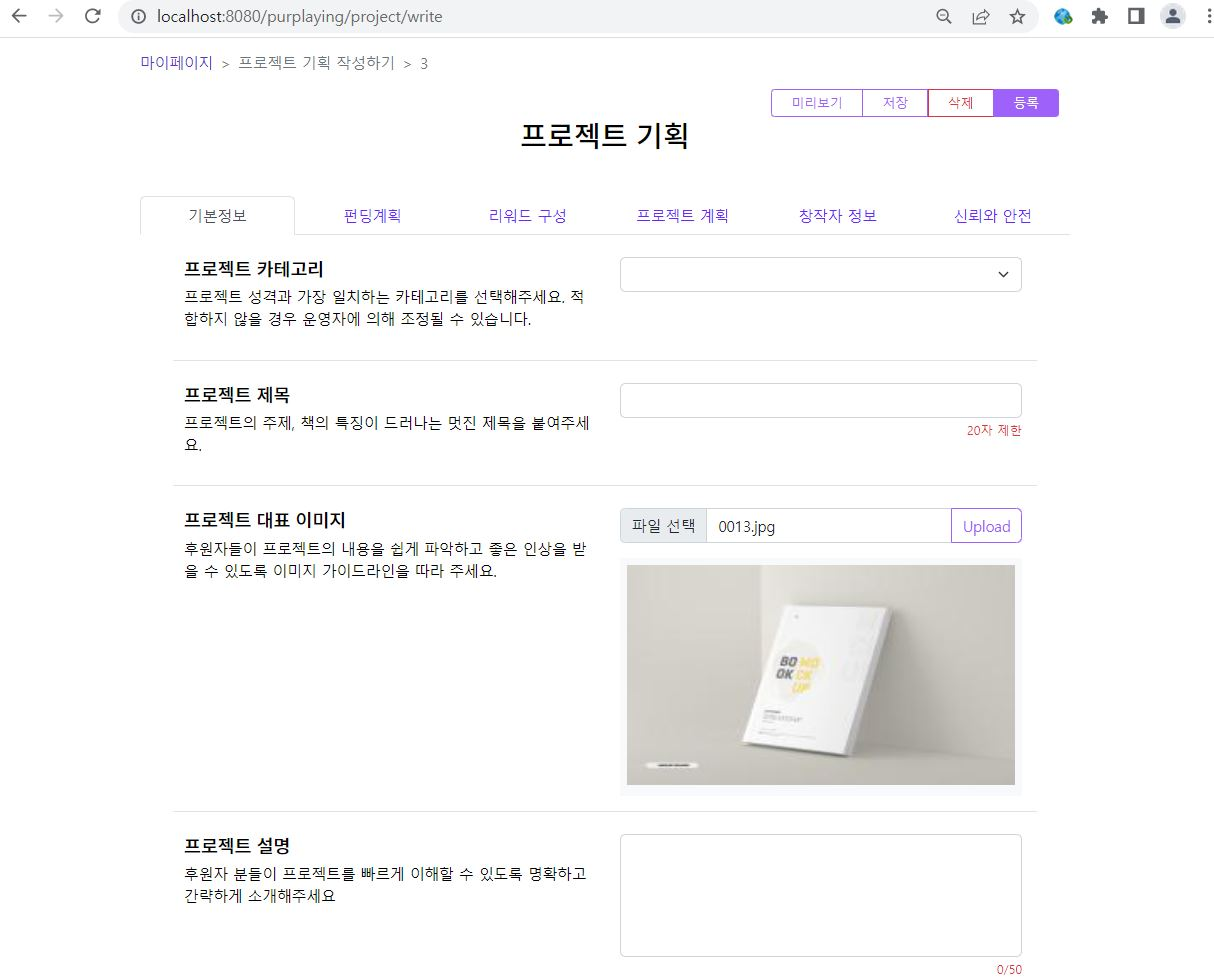 localhost:8080/purplaying/project/write
마이페이지 > 프로젝트 기획 작성하기 > 3
미리보기 저장 삭제 등록
프로젝트 기획
기본정보 펀딩계획 리워드 구성 프로젝트 계획 창작자 정보 신뢰와 안전
프로젝트 카테고리
프로젝트 성격과 가장 일치하는 카테고리를 선택해주세요. 적
합하지 않을 경우 운영자에 의해 조정될 수 있습니다.
프로젝트 제목
프로젝트의 주제, 책의 특징이 드러나는 멋진 제목을 붙여주세
요.
20자 제한
프로젝트 대표 이미지
후원자들이 프로젝트의 내용을 쉽게 파악하고 좋은 인상을 받
을 수 있도록 이미지 가이드라인을 따라 주세요.
파일 선택 0013.jpg Upload
BO MO
OK CK
UP
프로젝트 설명
후원자 분들이 프로젝트를 빠르게 이해할 수 있도록 명확하고
간략하게 소개해주세요
0/50